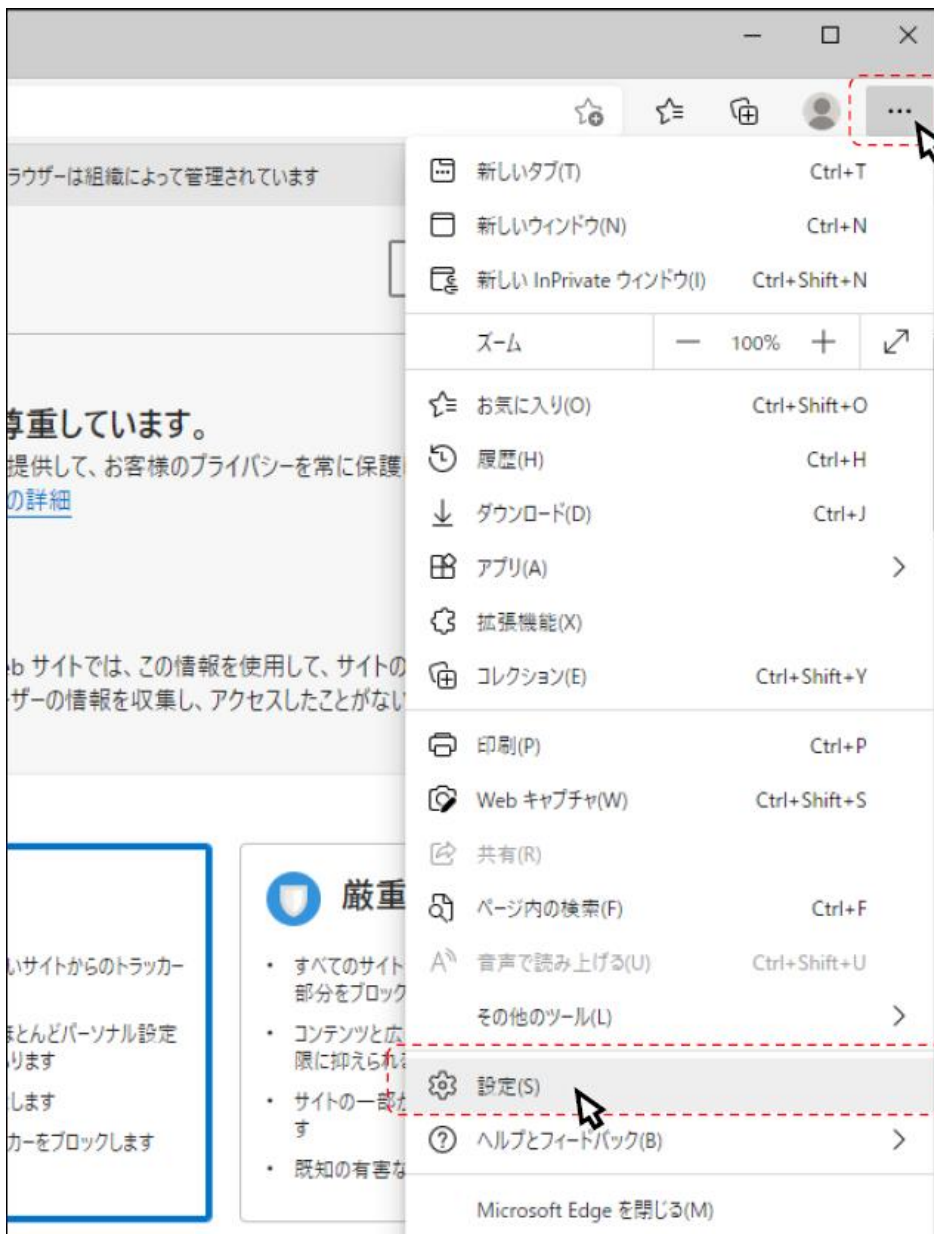 ラウザーは組織によって管理されています
尊重しています。
提供して、お客様のプライバシーを常に保護
の詳細
eb サイトでは、この情報を使用して、サイトの
ーザーの情報を収集し、アクセスしたことがない
いサイトからのトラッカー
ほとんどパーソナル設定
ります
します
カーをブロックします
厳重
• すべてのサイト
部分をブロック
• コンテンツと広
限に抑えられ
• サイトの一部が
す
• 既知の有害な
新しいタブ(T) Ctrl+T
新しいウィンドウ(N) Ctrl+N
新しい InPrivate ウィンドウ(I) Ctrl+Shift+N
ズーム — 100% +
お気に入り(O) Ctrl+Shift+O
履歴(H) Ctrl+H
ダウンロード(D) Ctrl+J
アプリ(A)
拡張機能(X)
コレクション(E) Ctrl+Shift+Y
印刷(P) Ctrl+P
Web キャプチャ(W) Ctrl+Shift+S
共有(R)
ページ内の検索(F) Ctrl+F
音声で読み上げる(U) Ctrl+Shift+U
その他のツール(L)
設定(S)
ヘルプとフィードバック(B)
Microsoft Edge を閉じる(M)